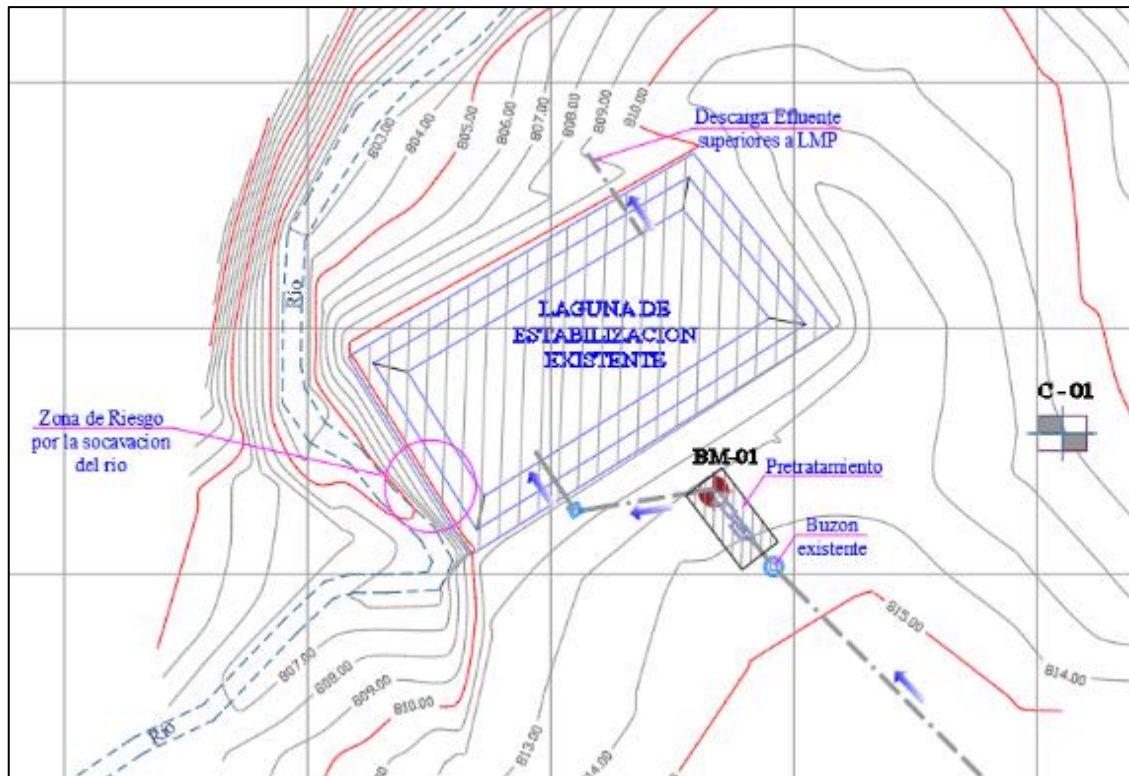 803.00
804.00
805.00
806.00
807.00
808.00
809.00
810.00
Descarga Efluente
superiores a LMP
Rio
LAGUNA DE
ESTABILIZACION
EXISTENTE
C - 01
Zona de Riesgo
por la socavacion
del rio
BM-01
Pretratamiento
Buzon
existente
815.00
814.00
807.00
808.00
809.00
810.00
813.00
814.00
Rio